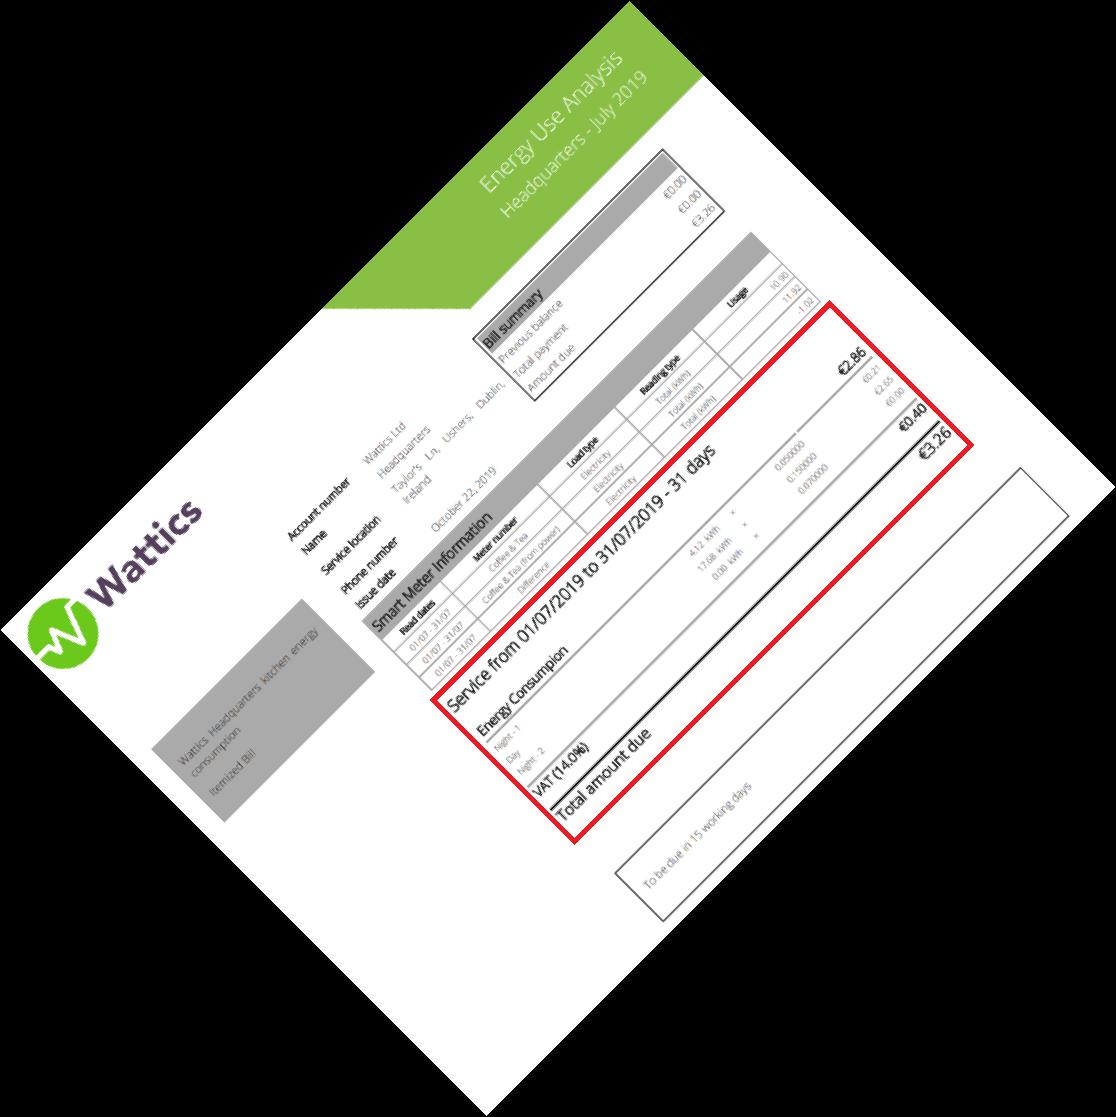 Wattics
Energy Use Analysis
Headquarters - July 2019
Wattics Headquarters kitchen energy
consumption
Itemized Bill
Account number
Name Wattics Ltd
Service location Headquarters
Taylor's Ln, Ushers, Dublin,
Ireland
Phone number
Issue date October 22, 2019
Bill summary
Previous balance €0.00
Total payment €0.00
Amount due €3.26
Smart Meter Information
Read dates Meter number Load type Reading type Usage
01/07 - 31/07 Coffee & Tea Electricity Total (kWh) 10.90
01/07 - 31/07 Coffee & Tea (from power) Electricity Total (kWh) 11.92
01/07 - 31/07 Difference Electricity Total (kWh) -1.02
Service from 01/07/2019 to 31/07/2019 - 31 days
Energy Consumpion €2.86
Night - 1 4.12 kWh × 0.050000 €0.21
Day 17.68 kWh × 0.150000 €2.65
Night - 2 0.00 kWh × 0.070000 €0.00
VAT (14.0%) €0.40
Total amount due €3.26
To be due in 15 working days